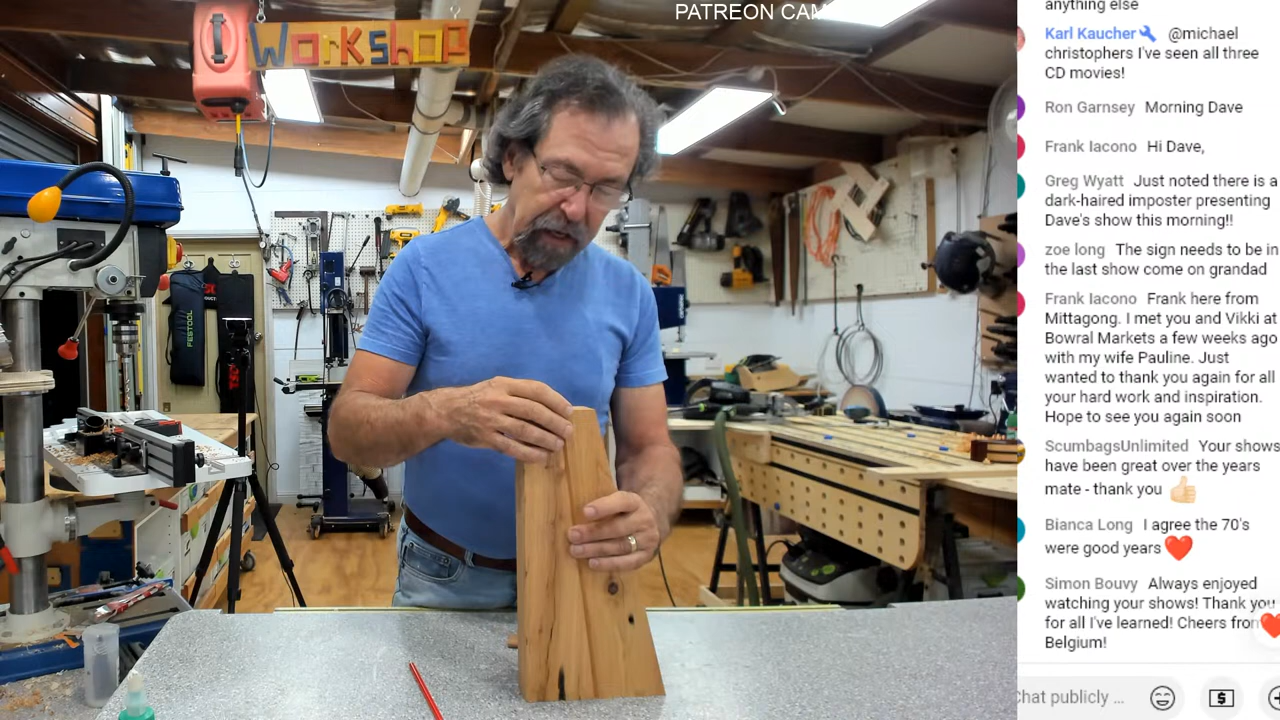 PATREON CAM
Workshop
FESTOOL
anything else
Karl Kaucher @michael
christophers I've seen all three
CD movies!
Ron Garnsey Morning Dave
Frank Iacono Hi Dave,
Greg Wyatt Just noted there is a
dark-haired imposter presenting
Dave's show this morning!!
zoe long The sign needs to be in
the last show come on grandad
Frank Iacono Frank here from
Mittagong. I met you and Vikki at
Bowral Markets a few weeks ago
with my wife Pauline. Just
wanted to thank you again for all
your hard work and inspiration.
Hope to see you again soon
ScumbagsUnlimited Your shows
have been great over the years
mate - thank you 👍🏻
Bianca Long I agree the 70's
were good years❤️
Simon Bouvy Always enjoyed
watching your shows! Thank you
for all I've learned! Cheers from
Belgium!
Chat publicly ...